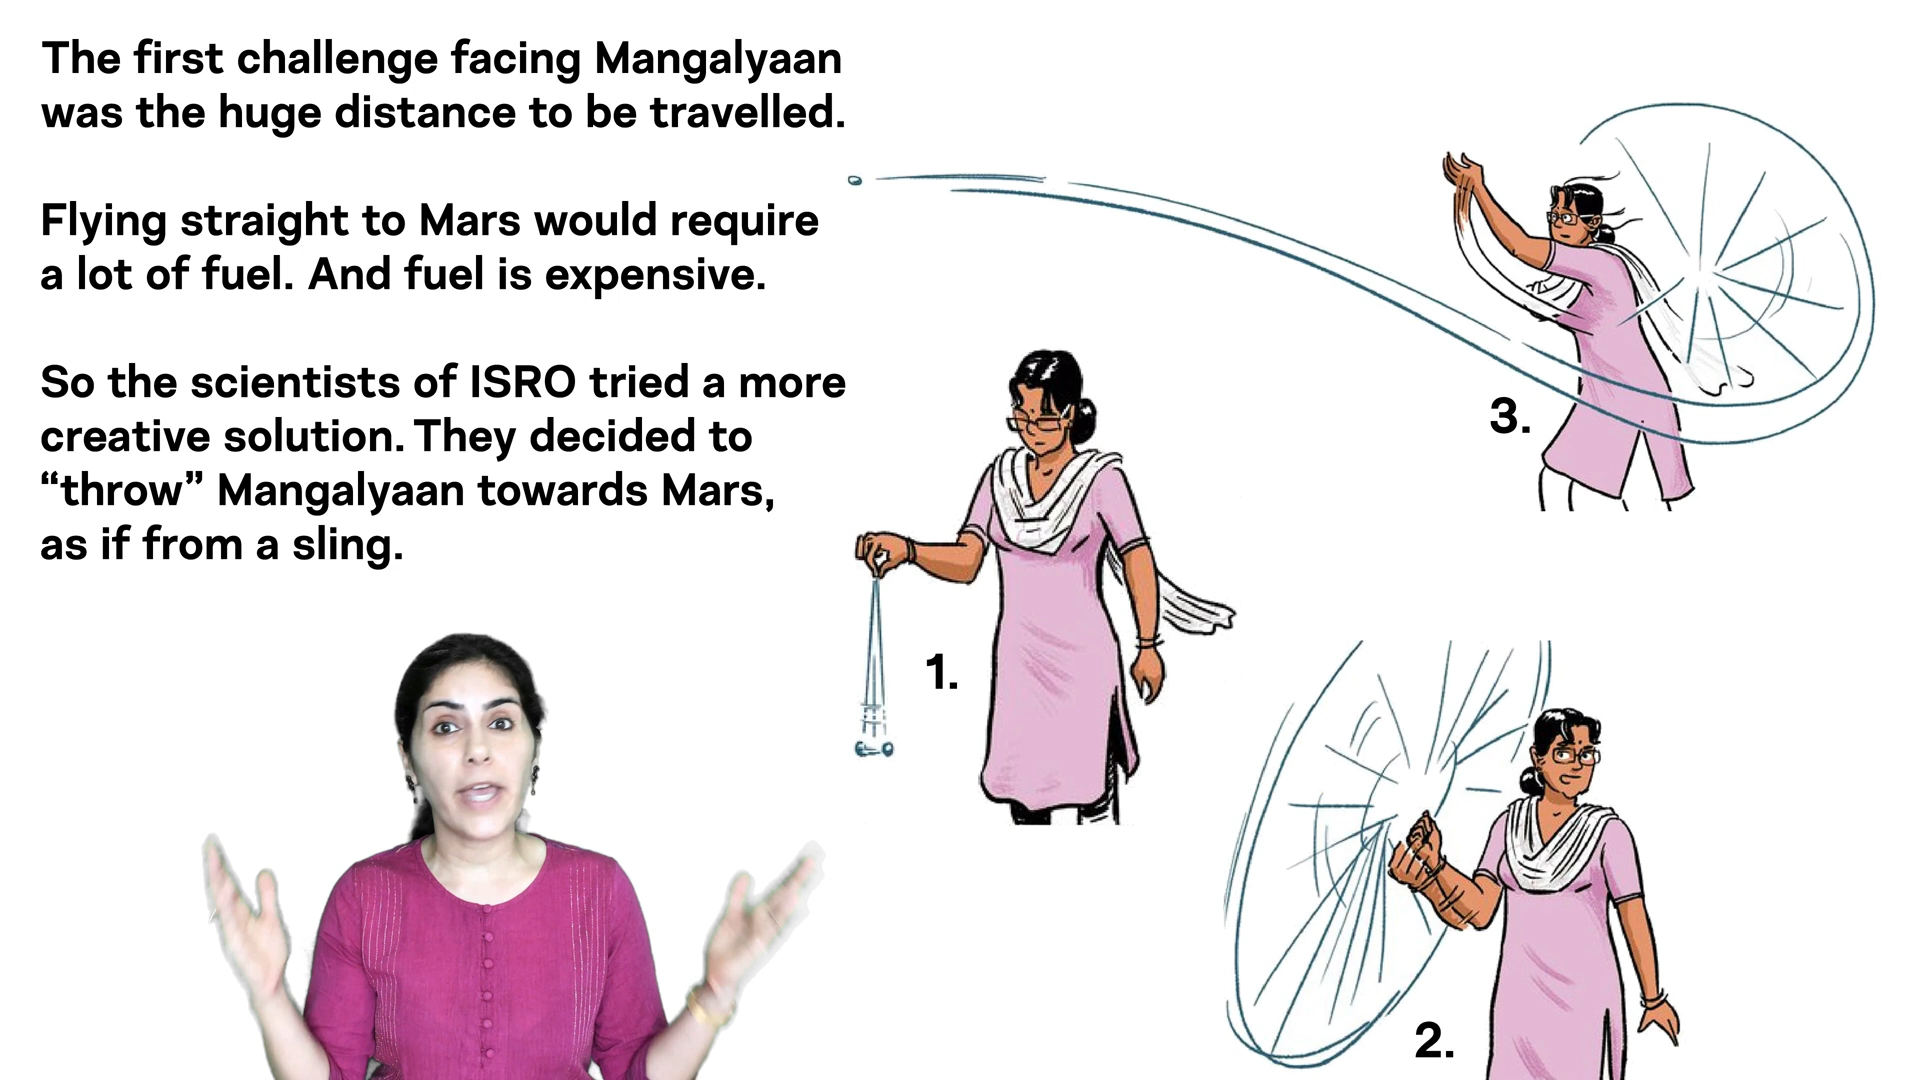 The first challenge facing Mangalyaan
was the huge distance to be travelled.
Flying straight to Mars would require
a lot of fuel. And fuel is expensive.
So the scientists of ISRO tried a more
creative solution. They decided to
“throw” Mangalyaan towards Mars,
as if from a sling.
1.
2.
3.